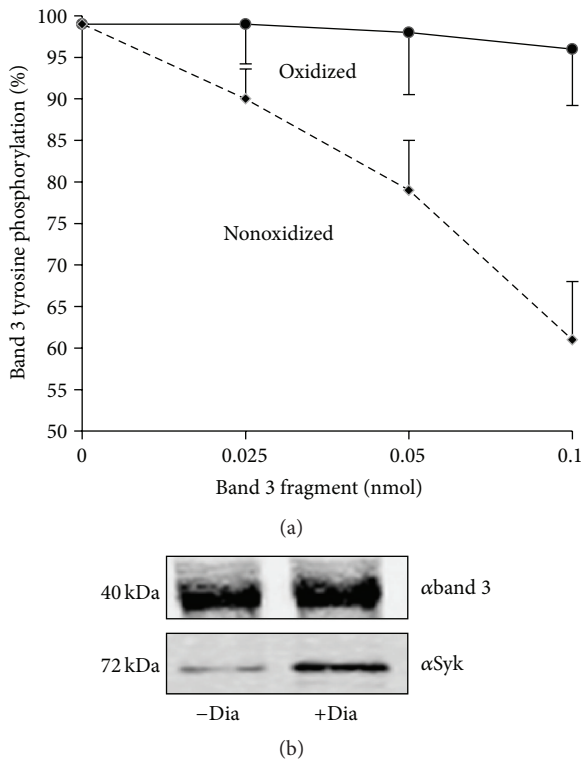 100
95
90
85
80
75
70
65
60
55
50
Band 3 tyrosine phosphorylation (%)
Oxidized
Nonoxidized
0 0.025 0.05 0.1
Band 3 fragment (nmol)
(a)
40 kDa αband 3
72 kDa αSyk
−Dia +Dia
(b)